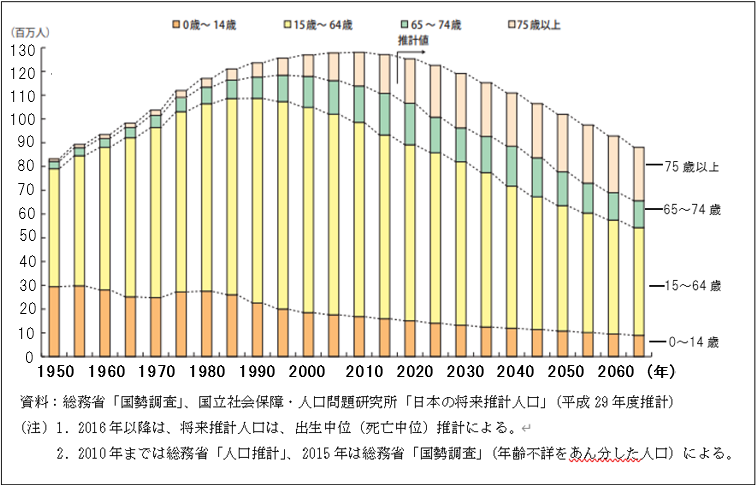 0歳～14歳 15歳～64歳 65～74歳 75歳以上
(百万人)
推計値
130
120
110
100
90
80
70
60
50
40
30
20
10
0
75歳以上
65～74歳
15～64歳
0～14歳
1950 1960 1970 1980 1990 2000 2010 2020 2030 2040 2050 2060 (年)
資料：総務省「国勢調査」、国立社会保障・人口問題研究所「日本の将来推計人口」（平成29年度推計）
（注）1．2016年以降は、将来推計人口は、出生中位（死亡中位）推計による。
2．2010年までは総務省「人口推計」、2015年は総務省「国勢調査」（年齢不詳をあん分した人口）による。